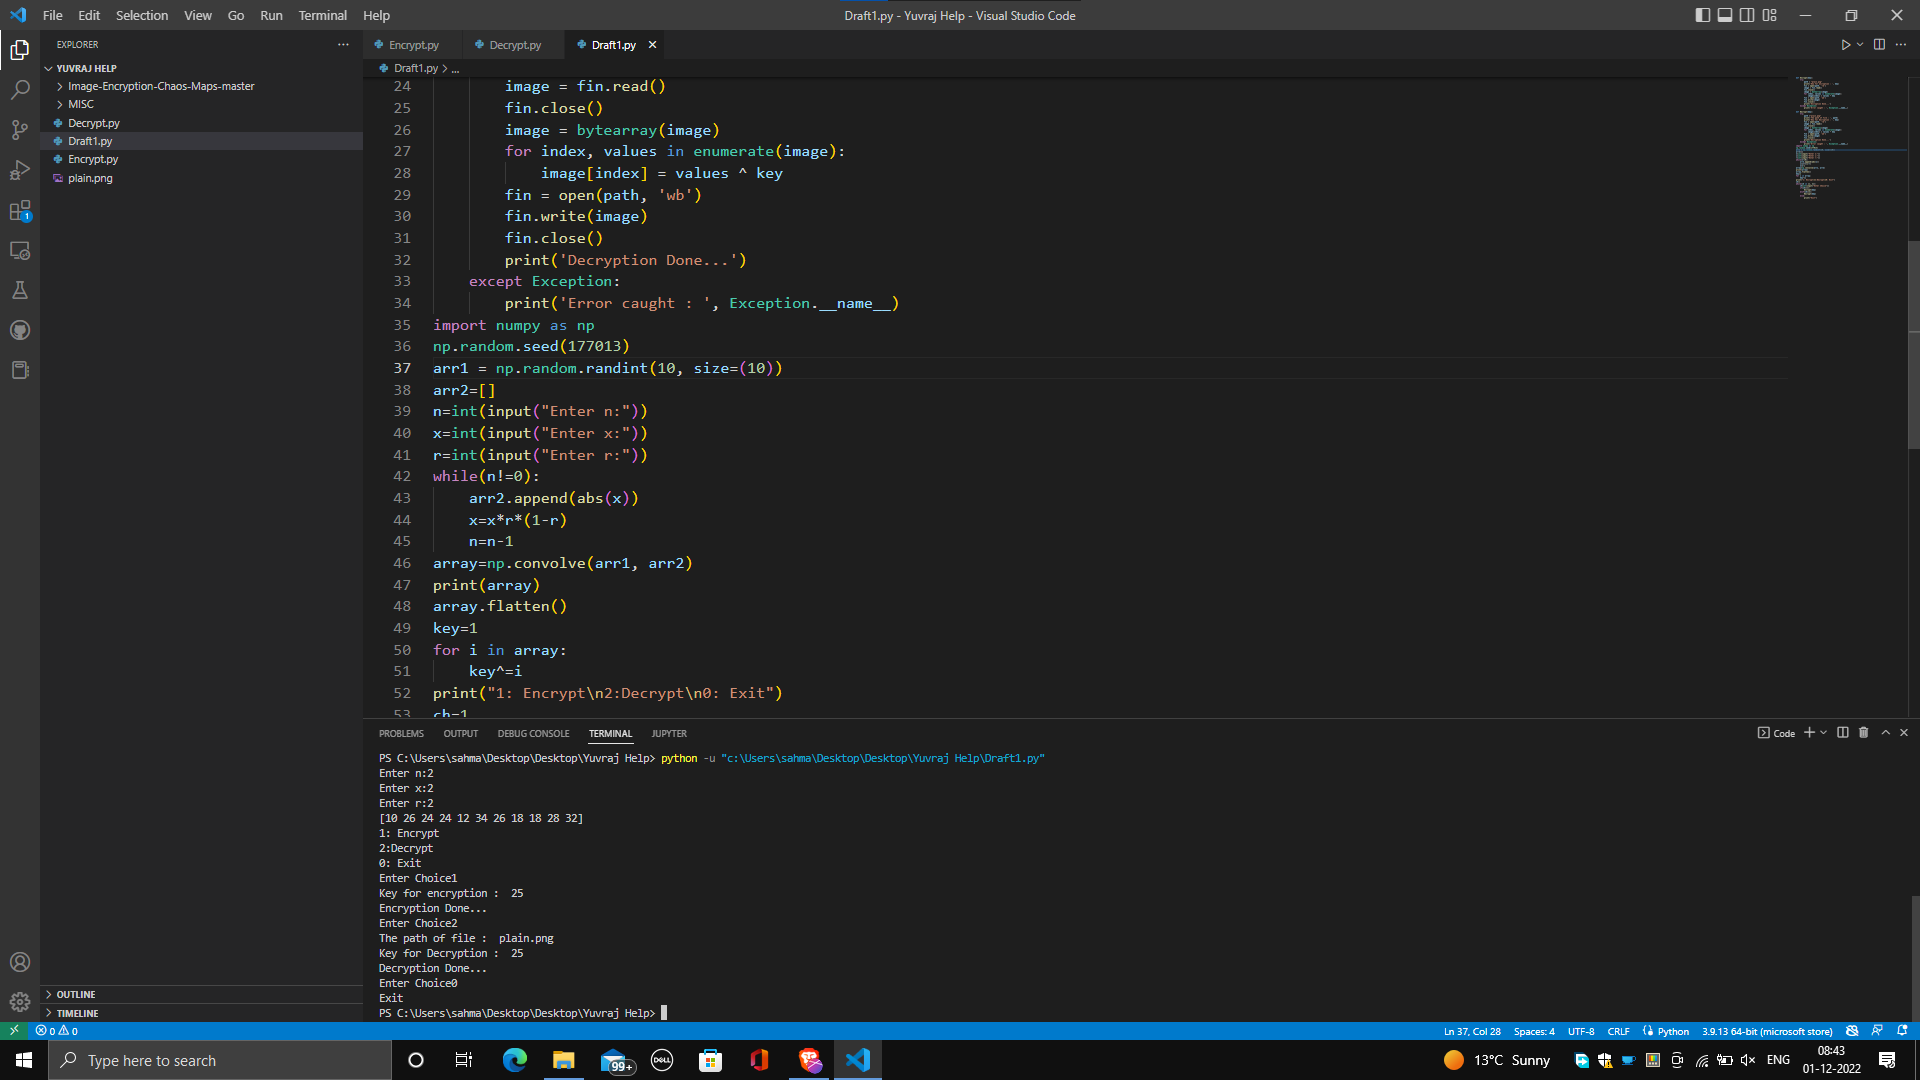 File Edit Selection View Go Run Terminal Help
Draft1.py - Yuvraj Help - Visual Studio Code
EXPLORER
YUVRAJ HELP
Image-Encryption-Chaos-Maps-master
MISC
Decrypt.py
Draft1.py
Encrypt.py
plain.png
OUTLINE
TIMELINE
1
Encrypt.py Decrypt.py Draft1.py
Draft1.py > ...
24 image = fin.read()
25 fin.close()
26 image = bytearray(image)
27 for index, values in enumerate(image):
28 image[index] = values ^ key
29 fin = open(path, 'wb')
30 fin.write(image)
31 fin.close()
32 print('Decryption Done...')
33 except Exception:
34 print('Error caught : ', Exception.__name__)
35 import numpy as np
36 np.random.seed(177013)
37 arr1 = np.random.randint(10, size=(10))
38 arr2=[]
39 n=int(input("Enter n:"))
40 x=int(input("Enter x:"))
41 r=int(input("Enter r:"))
42 while(n!=0):
43 arr2.append(abs(x))
44 x=x*r*(1-r)
45 n=n-1
46 array=np.convolve(arr1, arr2)
47 print(array)
48 array.flatten()
49 key=1
50 for i in array:
51 key^=i
52 print("1: Encrypt\n2:Decrypt\n0: Exit")
53 ch=1
PROBLEMS OUTPUT DEBUG CONSOLE TERMINAL JUPYTER
Code
PS C:\Users\sahma\Desktop\Desktop\Yuvraj Help> python -u "c:\Users\sahma\Desktop\Desktop\Yuvraj Help\Draft1.py"
Enter n:2
Enter x:2
Enter r:2
[10 26 24 24 12 34 26 18 18 28 32]
1: Encrypt
2:Decrypt
0: Exit
Enter Choice1
Key for encryption :  25
Encryption Done...
Enter Choice2
The path of file :  plain.png
Key for Decryption :  25
Decryption Done...
Enter Choice0
Exit
PS C:\Users\sahma\Desktop\Desktop\Yuvraj Help>
0 0
Ln 37, Col 28 Spaces: 4 UTF-8 CRLF Python 3.9.13 64-bit (microsoft store)
Type here to search
99+
DELL
13°C Sunny
ENG
08:43
01-12-2022